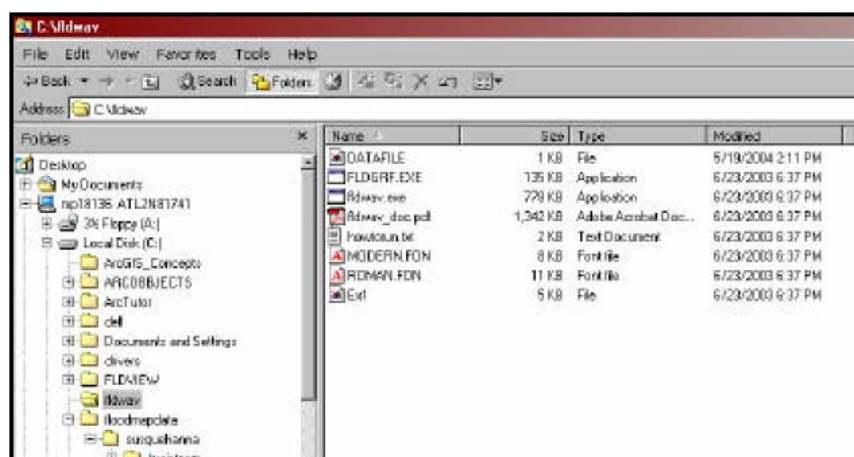 C:\fldwav
File Edit View Favorites Tools Help
Back Search Folders
Address C:\fldwav
Folders
Desktop
My Documents
np18136-ATL2N81741
3½ Floppy (A:)
Local Disk (C:)
ArcGIS_Concepts
ARCOBJECTS
ArcTutor
dell
Documents and Settings
drivers
FLDVIEW
fldwav
floodmapdata
susquehanna
Name Size Type Modified
DATAFILE 1 KB File 5/19/2004 2:11 PM
FLDGRF.EXE 135 KB Application 6/23/2003 6:37 PM
fldwav.exe 779 KB Application 6/23/2003 6:37 PM
fldwav_doc.pdf 1,342 KB Adobe Acrobat Doc... 6/23/2003 6:37 PM
howtorun.txt 2 KB Text Document 6/23/2003 6:37 PM
MODERN.FON 8 KB Font file 6/23/2003 6:37 PM
ROMAN.FON 11 KB Font file 6/23/2003 6:37 PM
Ex1 5 KB File 6/23/2003 6:37 PM